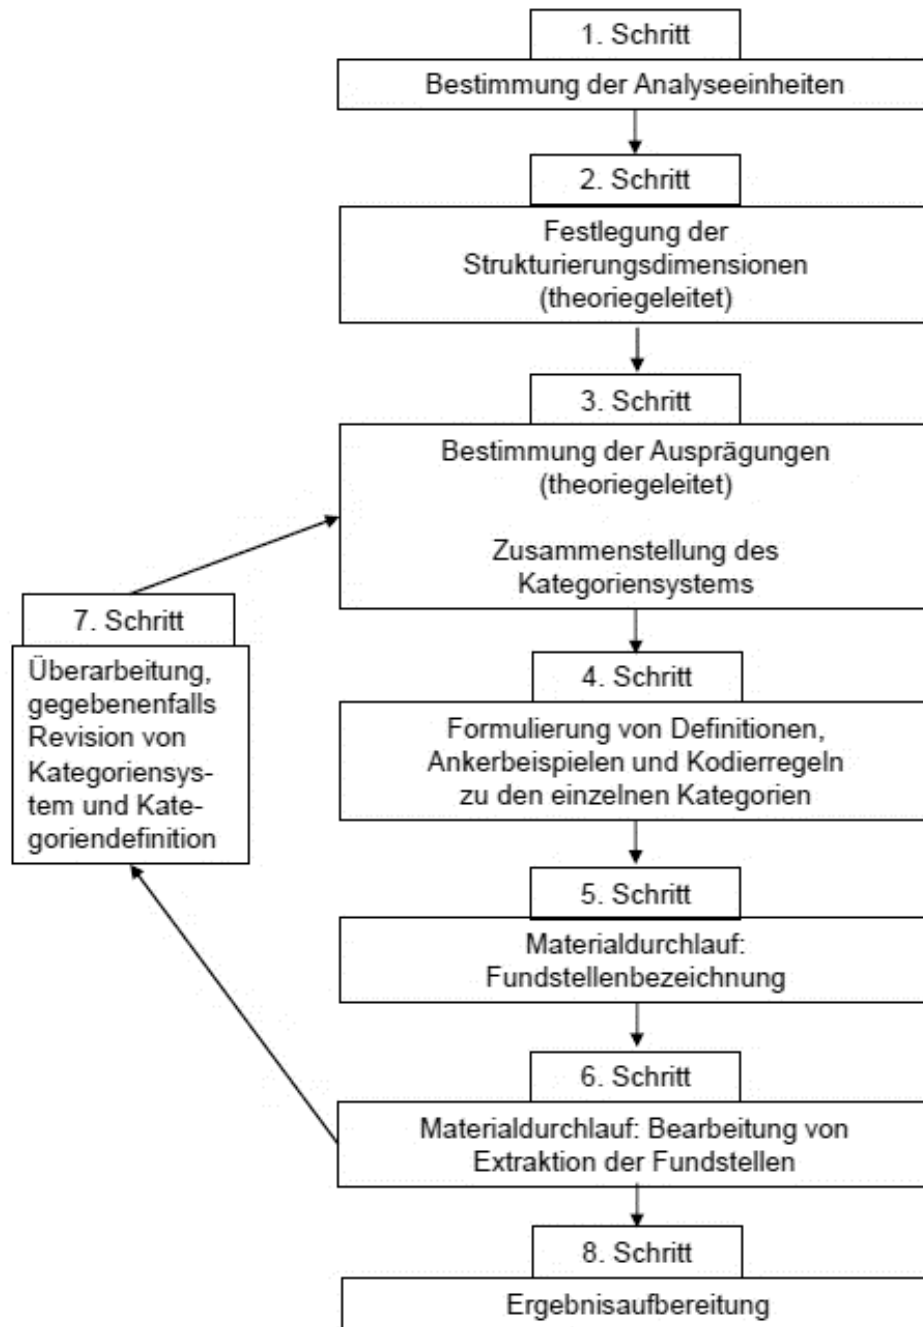 1. Schritt
Bestimmung der Analyseeinheiten
2. Schritt
Festlegung der
Strukturierungsdimensionen
(theoriegeleitet)
3. Schritt
Bestimmung der Ausprägungen
(theoriegeleitet)
Zusammenstellung des
Kategoriensystems
4. Schritt
Formulierung von Definitionen,
Ankerbeispielen und Kodierregeln
zu den einzelnen Kategorien
5. Schritt
Materialdurchlauf:
Fundstellenbezeichnung
6. Schritt
Materialdurchlauf: Bearbeitung von
Extraktion der Fundstellen
7. Schritt
Überarbeitung,
gegebenenfalls
Revision von
Kategoriensys-
tem und Kate-
goriendefinition
8. Schritt
Ergebnisaufbereitung